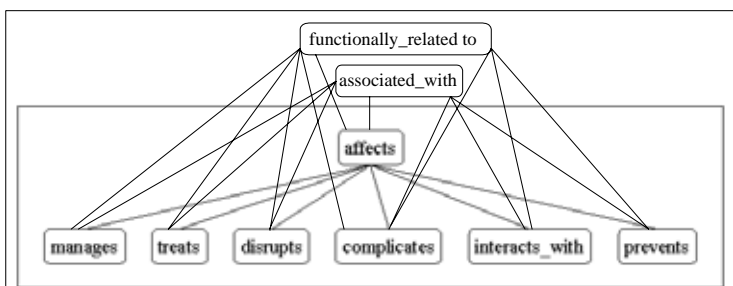 functionally_related to
associated_with
affects
manages treats disrupts complicates interacts_with prevents